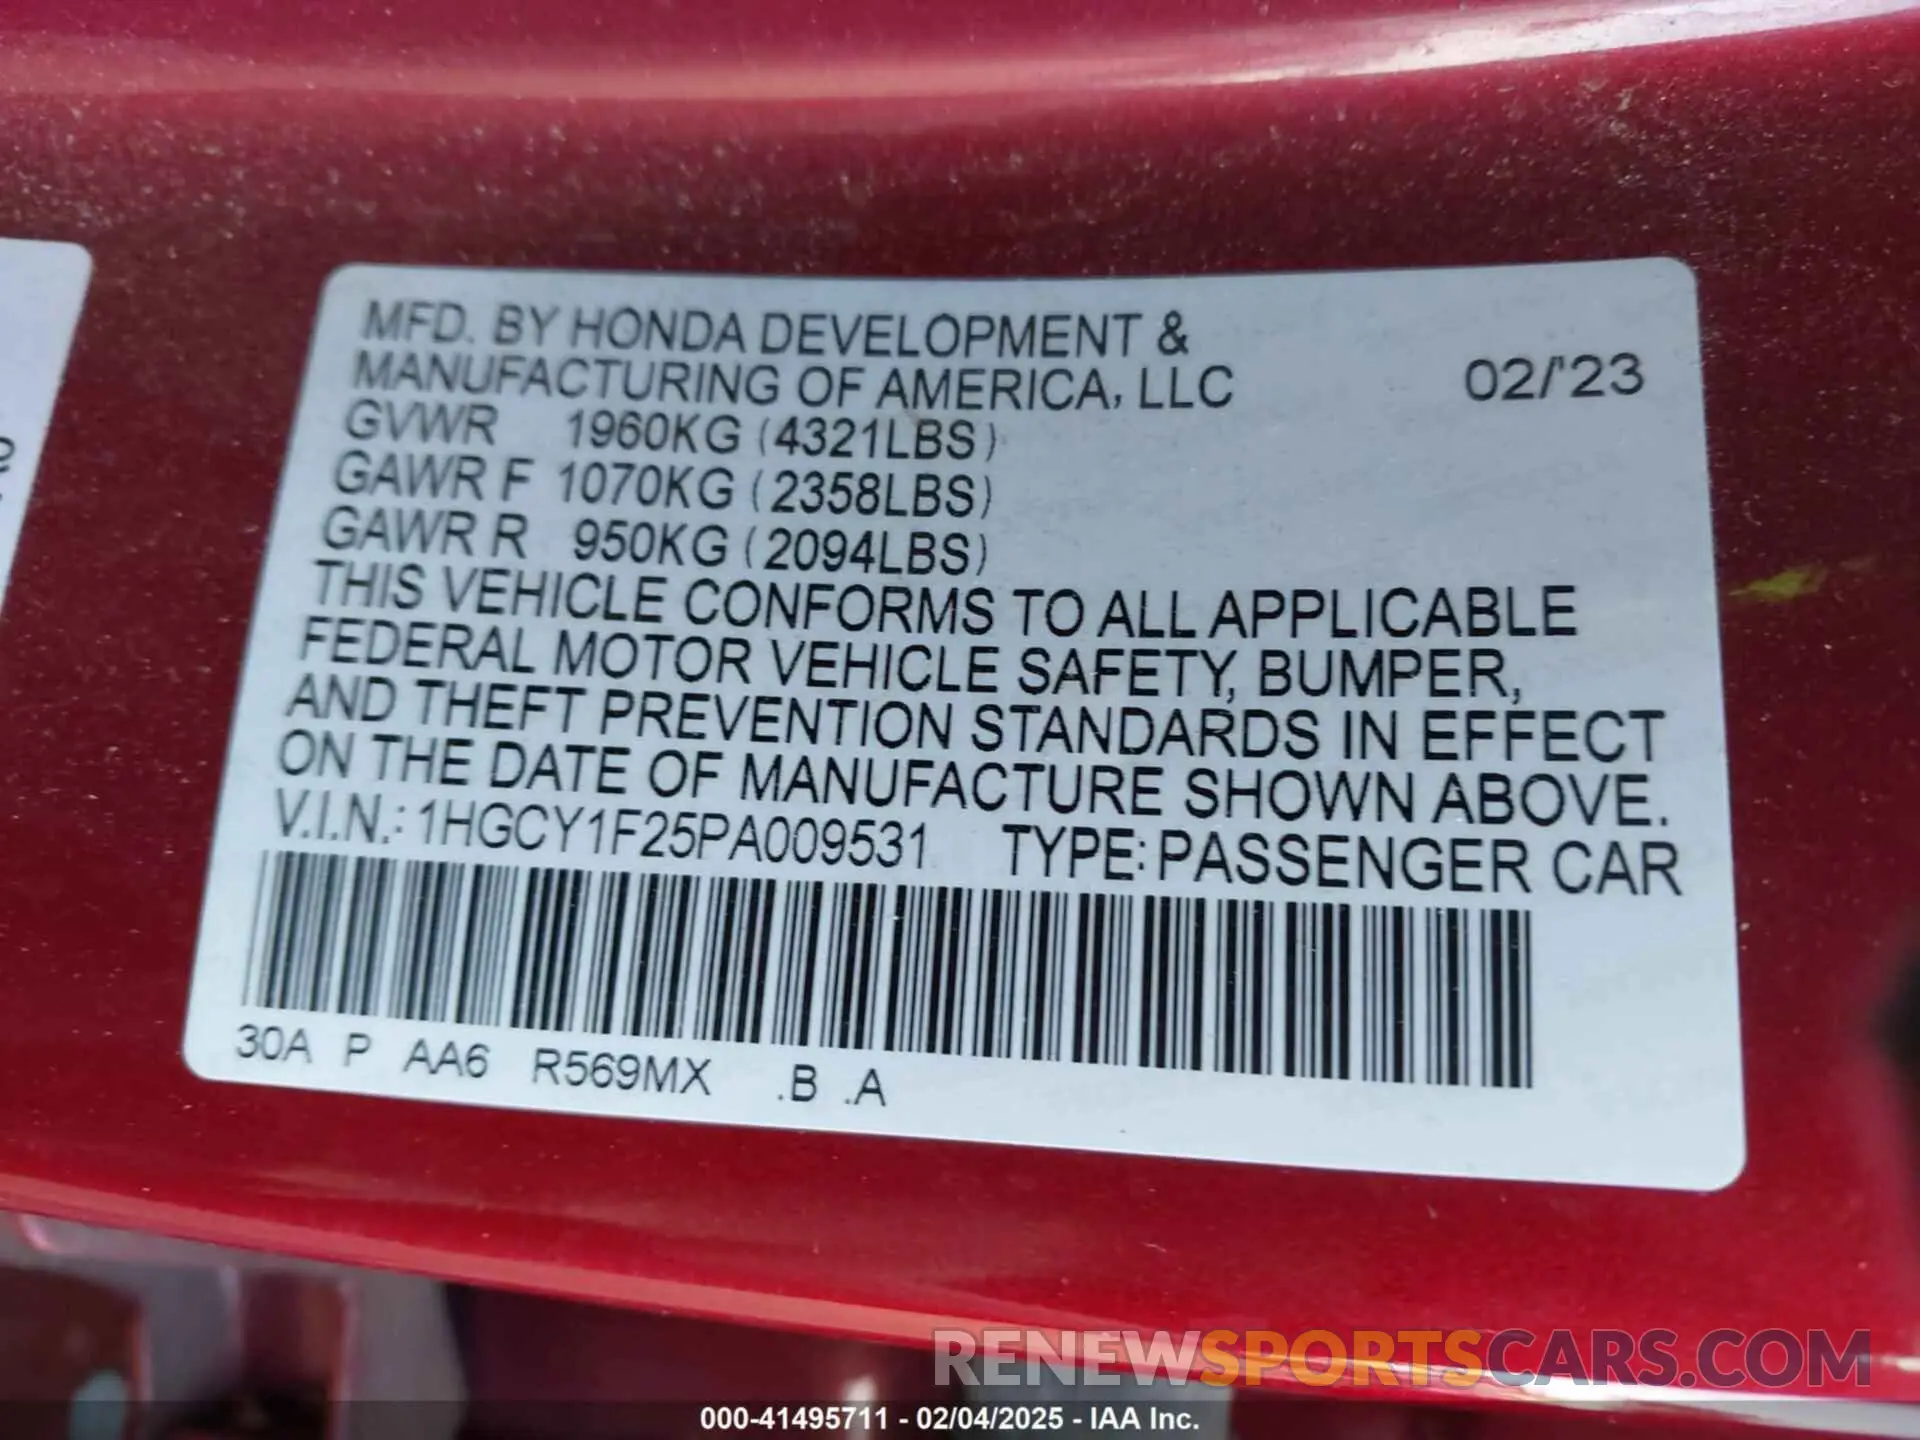 MFD. BY HONDA DEVELOPMENT &
MANUFACTURING OF AMERICA, LLC 02/'23
GVWR 1960KG (4321LBS)
GAWR F 1070KG (2358LBS)
GAWR R 950KG (2094LBS)
THIS VEHICLE CONFORMS TO ALL APPLICABLE
FEDERAL MOTOR VEHICLE SAFETY, BUMPER,
AND THEFT PREVENTION STANDARDS IN EFFECT
ON THE DATE OF MANUFACTURE SHOWN ABOVE.
V.I.N.: 1HGCY1F25PA009531 TYPE: PASSENGER CAR
30A P AA6 R569MX .B .A
RENEWSPORTSCARS.COM
000-41495711 - 02/04/2025 - IAA Inc.